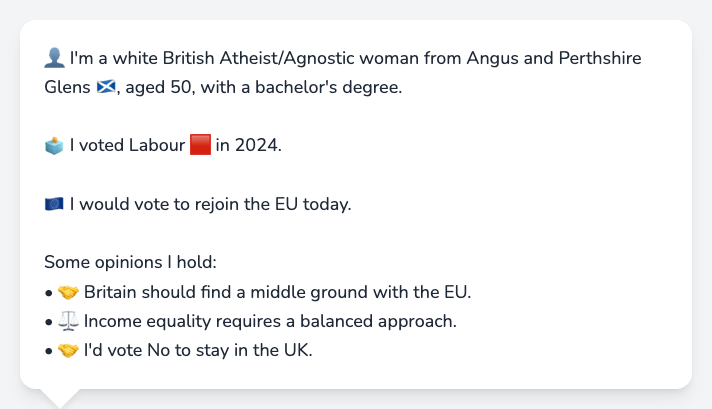 👤 I'm a white British Atheist/Agnostic woman from Angus and Perthshire
Glens 🏴󠁧󠁢󠁳󠁣󠁴󠁿, aged 50, with a bachelor's degree.
🗳️ I voted Labour 🟥 in 2024.
🇪🇺 I would vote to rejoin the EU today.
Some opinions I hold:
• 🤝 Britain should find a middle ground with the EU.
• ⚖️ Income equality requires a balanced approach.
• 🤝 I'd vote No to stay in the UK.